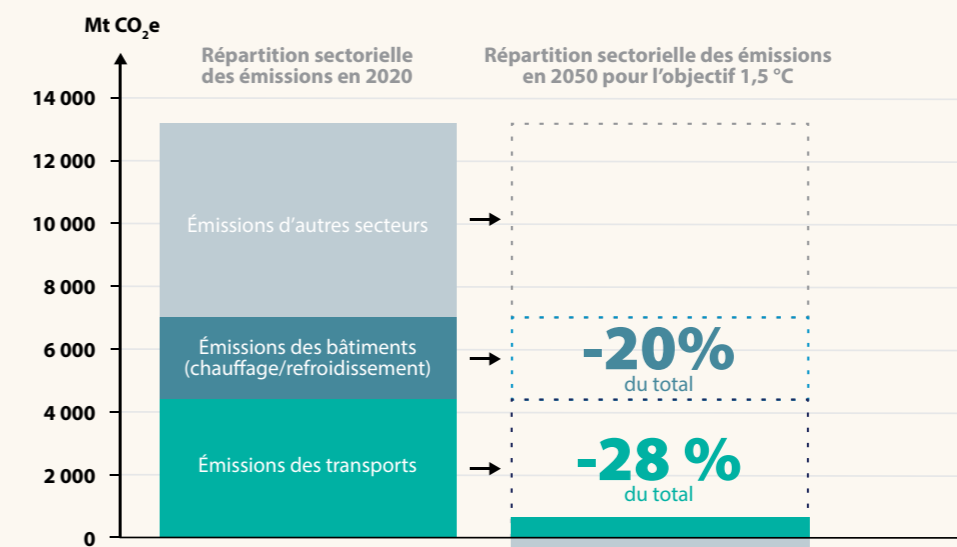 Mt CO₂e
Répartition sectorielle
des émissions en 2020
Répartition sectorielle des émissions
en 2050 pour l'objectif 1,5 °C
14 000
12 000
10 000
8 000
6 000
4 000
2 000
0
Émissions d'autres secteurs
Émissions des bâtiments
(chauffage/refroidissement)
-20%
du total
Émissions des transports
-28 %
du total